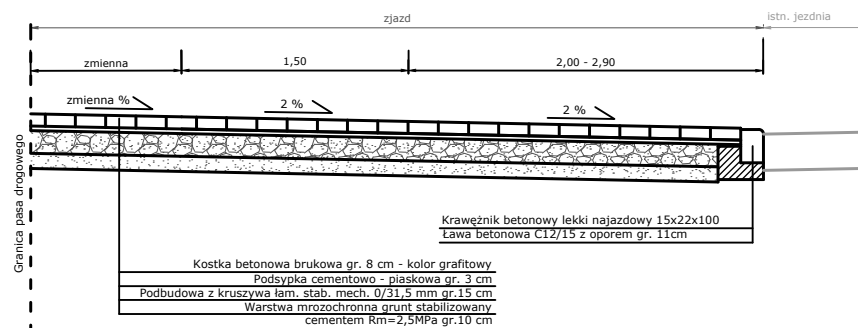 zjazd
istn. jezdnia
zmienna
1,50
2,00 - 2,90
zmienna %
2 %
2 %
Granica pasa drogowego
Krawężnik betonowy lekki najazdowy 15x22x100
Ława betonowa C12/15 z oporem gr. 11cm
Kostka betonowa brukowa gr. 8 cm - kolor grafitowy
Podsypka cementowo - piaskowa gr. 3 cm
Podbudowa z kruszywa łam. stab. mech. 0/31,5 mm gr.15 cm
Warstwa mrozochronna grunt stabilizowany
cementem Rm=2,5MPa gr.10 cm